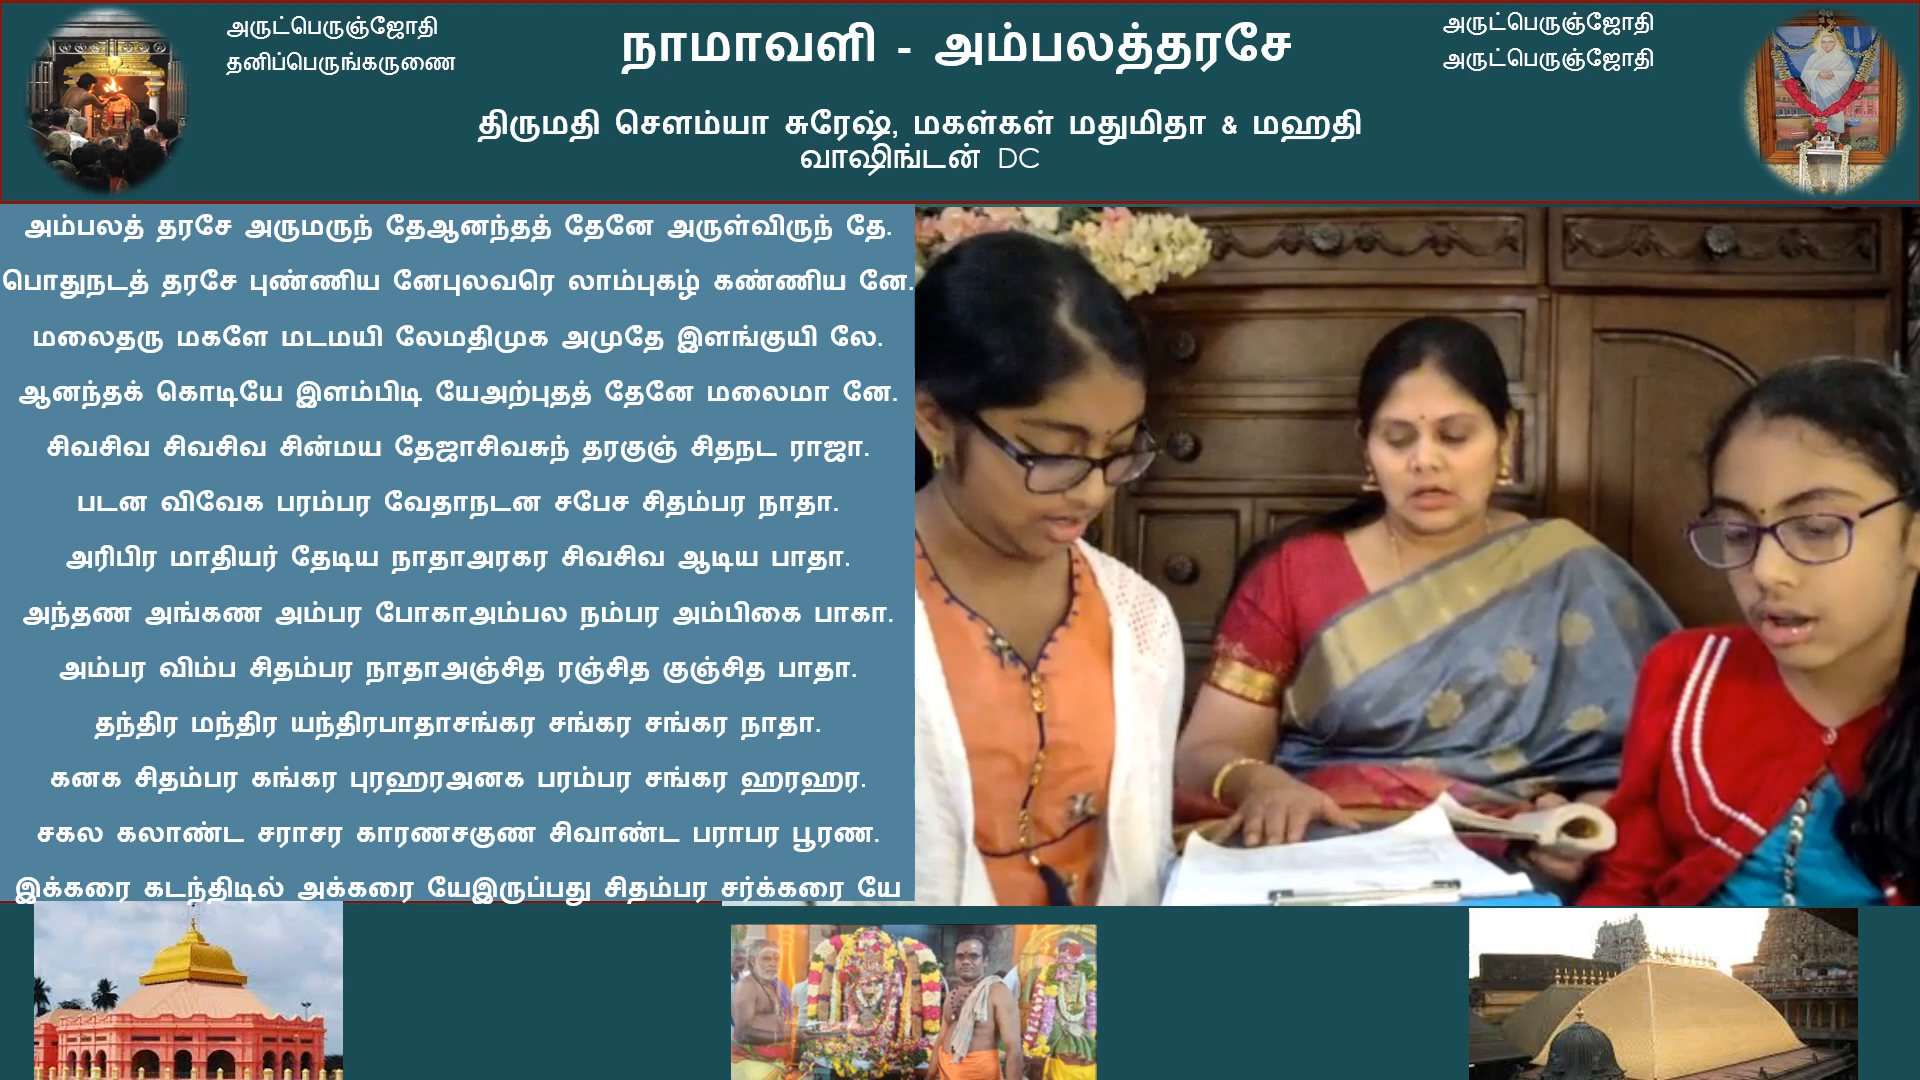 அருட்பெருஞ்ஜோதி
தனிப்பெருங்கருணை
நாமாவளி - அம்பலத்தரசே
அருட்பெருஞ்ஜோதி
அருட்பெருஞ்ஜோதி
திருமதி சௌம்யா சுரேஷ், மகள்கள் மதுமிதா & மஹதி
வாஷிங்டன் DC
அம்பலத் தரசே அருமருந் தேஆனந்தத் தேனே அருள்விருந் தே.
பொதுநடத் தரசே புண்ணிய னேபுலவரெ லாம்புகழ் கண்ணிய னே.
மலைதரு மகளே மடமயி லேமதிமுக அமுதே இளங்குயி லே.
ஆனந்தக் கொடியே இளம்பிடி யேஅற்புதத் தேனே மலைமா னே.
சிவசிவ சிவசிவ சின்மய தேஜாசிவசுந் தரகுஞ் சிதநட ராஜா.
படன விவேக பரம்பர வேதாநடன சபேச சிதம்பர நாதா.
அரிபிர மாதியர் தேடிய நாதாஅரகர சிவசிவ ஆடிய பாதா.
அந்தண அங்கண அம்பர போகாஅம்பல நம்பர அம்பிகை பாகா.
அம்பர விம்ப சிதம்பர நாதாஅஞ்சித ரஞ்சித குஞ்சித பாதா.
தந்திர மந்திர யந்திரபாதாசங்கர சங்கர சங்கர நாதா.
கனக சிதம்பர கங்கர புரஹரஅனக பரம்பர சங்கர ஹரஹர.
சகல கலாண்ட சராசர காரணசகுண சிவாண்ட பராபர பூரண.
இக்கரை கடந்திடில் அக்கரை யேஇருப்பது சிதம்பர சர்க்கரை யே